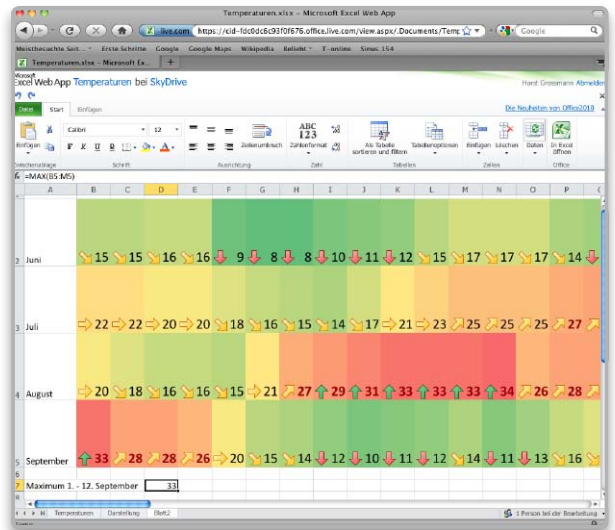 Temperaturen.xlsx – Microsoft Excel Web App
live.com https://cid-fdc0dc6c93f0f676.office.live.com/view.aspx/.Documents/Temp
Google
Meistbesuchte Seit... Erste Schritte Google Google Maps Wikipedia Beliebt T-online Sinus 154
Temperaturen.xlsx – Microsoft Ex...
Microsoft
Excel Web App Temperaturen bei SkyDrive
Horst Grossmann Abmelden
Datei Start Einfügen
Die Neuheiten von Office2010
Calibri 12
ABC
123
Einfügen F K U Zeilenumbruch Zahlenformat Als Tabelle sortieren und filtern Tabellenoptionen Einfügen Löschen Daten In Excel öffnen
Zwischenablage Schrift Ausrichtung Zahl Tabellen Zellen Office
=MAX(B5:M5)
A B C D E F G H I J K L M N O P
2 Juni 15 15 16 16 9 8 8 10 11 12 15 17 17 17 14
3 Juli 22 22 20 20 18 16 15 14 17 21 23 25 25 25 27
4 August 20 18 16 16 15 21 27 29 31 33 33 33 34 26 28
5 September 33 28 28 26 20 15 14 12 10 11 12 14 11 13 16
6
7 Maximum 1. - 12. September 33
8
Temperaturen Darstellung Blatt2
1 Person bei der Bearbeitung